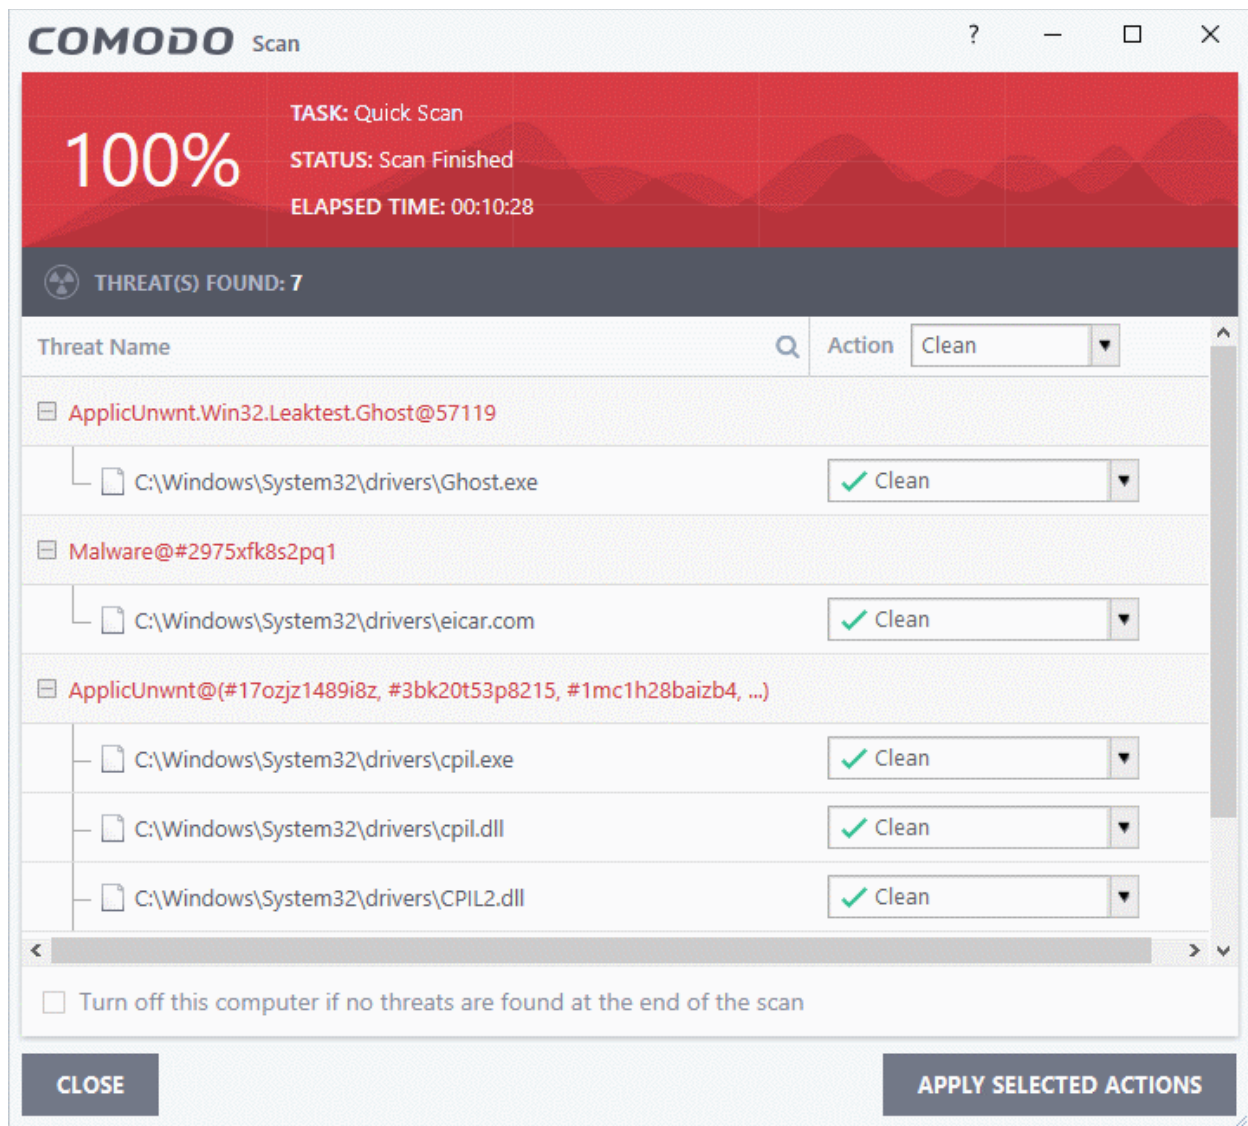 COMODO Scan ?
100%
TASK: Quick Scan
STATUS: Scan Finished
ELAPSED TIME: 00:10:28
THREAT(S) FOUND: 7
Threat Name Action Clean
ApplicUnwnt.Win32.Leaktest.Ghost@57119
C:\Windows\System32\drivers\Ghost.exe Clean
Malware@#2975xfk8s2pq1
C:\Windows\System32\drivers\eicar.com Clean
ApplicUnwnt@(#17ozjz1489i8z, #3bk20t53p8215, #1mc1h28baizb4, ...)
C:\Windows\System32\drivers\cpil.exe Clean
C:\Windows\System32\drivers\cpil.dll Clean
C:\Windows\System32\drivers\CPIL2.dll Clean
Turn off this computer if no threats are found at the end of the scan
CLOSE APPLY SELECTED ACTIONS